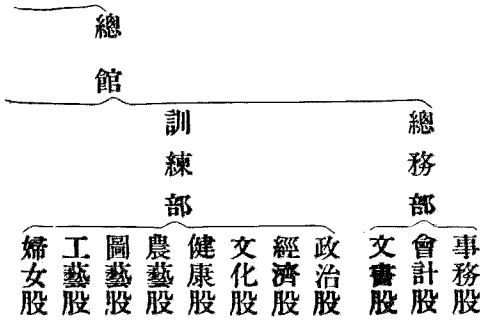 總館
總務部
事務股
會計股
文書股
訓練部
政治股
經濟股
文化股
健康股
農藝股
圖藝股
工藝股
婦女股